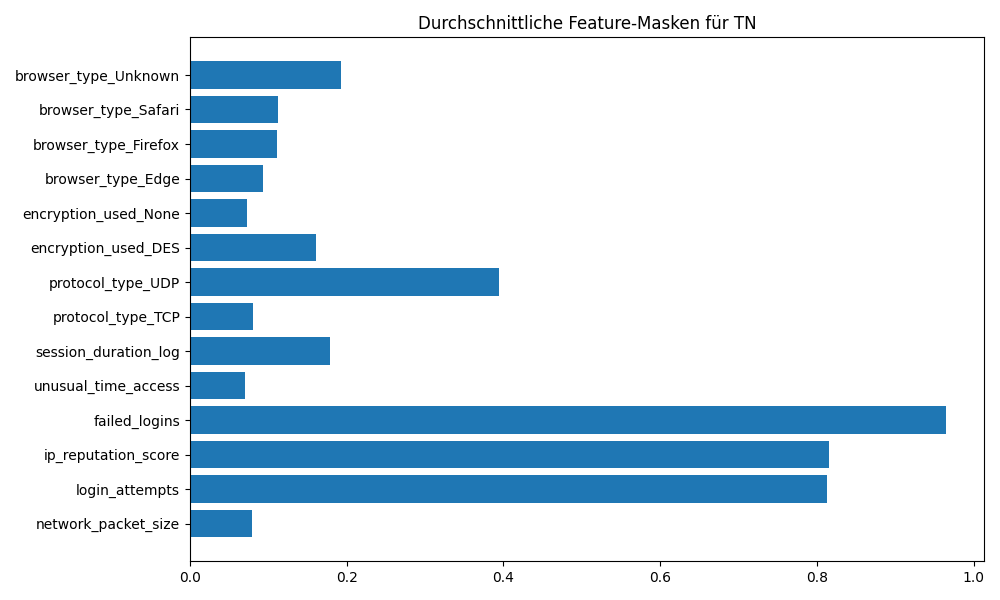 Durchschnittliche Feature-Masken für TN
browser_type_Unknown
browser_type_Safari
browser_type_Firefox
browser_type_Edge
encryption_used_None
encryption_used_DES
protocol_type_UDP
protocol_type_TCP
session_duration_log
unusual_time_access
failed_logins
ip_reputation_score
login_attempts
network_packet_size
0.0 0.2 0.4 0.6 0.8 1.0